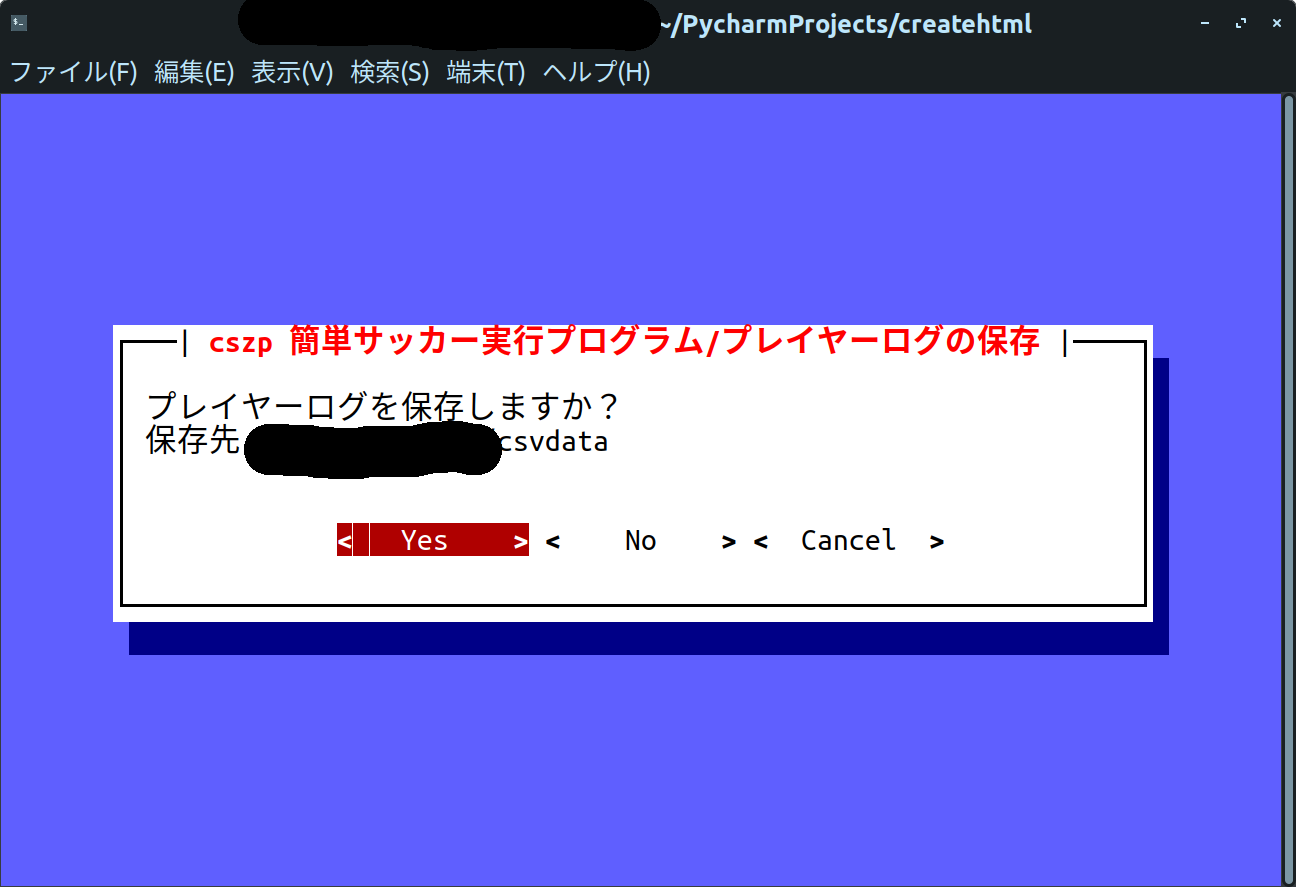 ~/PycharmProjects/createhtml
ファイル(F) 編集(E) 表示(V) 検索(S) 端末(T) ヘルプ(H)
| cszp 簡単サッカー実行プログラム/プレイヤーログの保存 |
プレイヤーログを保存しますか？
保存先 csvdata
< Yes > < No > < Cancel >